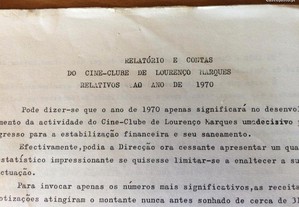 RELATÓRIO E CONTAS
DO CINE-CLUBE DE LOURENÇO MARQUES
RELATIVOS AO ANO DE 1970
Pode dizer-se que o ano de 1970 apenas significará no desenvol
mento da actividade do Cine-Clube de Lourenço Marques um decisivo p
gresso para a estabilização financeira e seu saneamento.
Efectivamente, podia a Direcção ora cessante apresentar um qua
statístico impressionante se quisesse limitar-se a enaltecer a su
ctuação.
Para invocar apenas os números mais significativos, as receita
otizações atingiram o montante nunca antes sonhado de cerca de 31